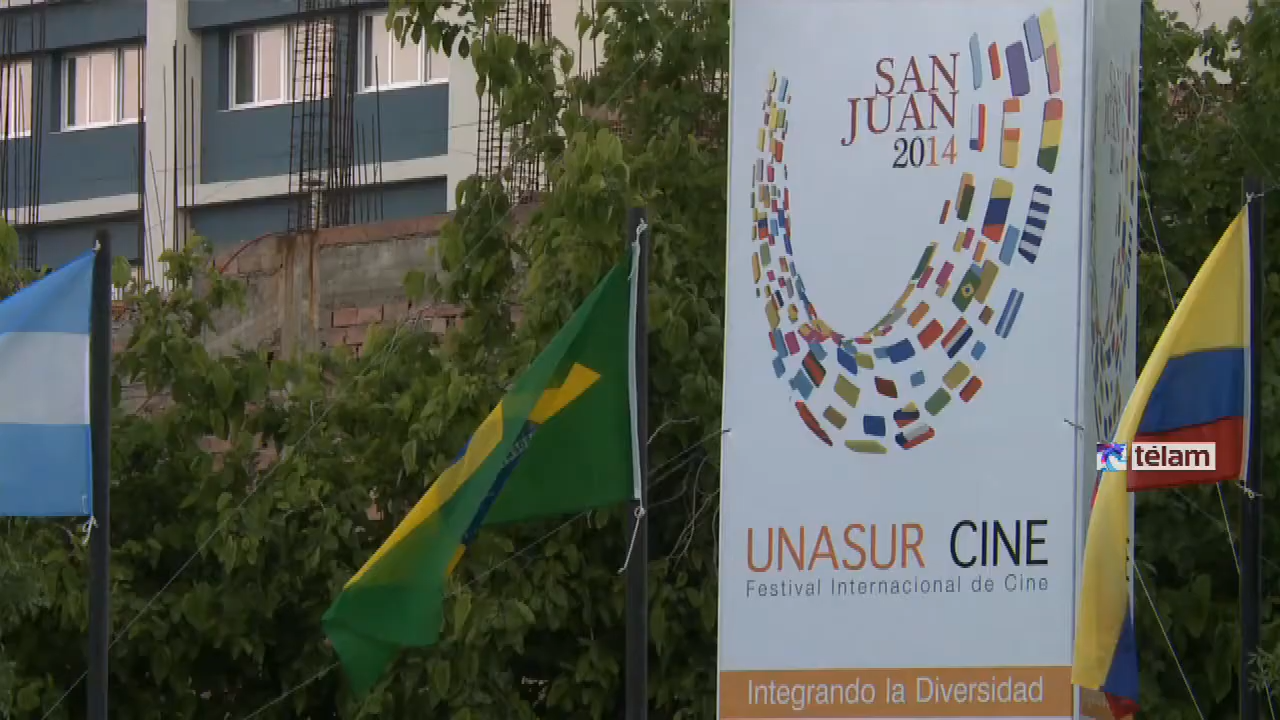 SAN
JUAN
2014
UNASUR CINE
Festival Internacional de Cine
Integrando la Diversidad
télam